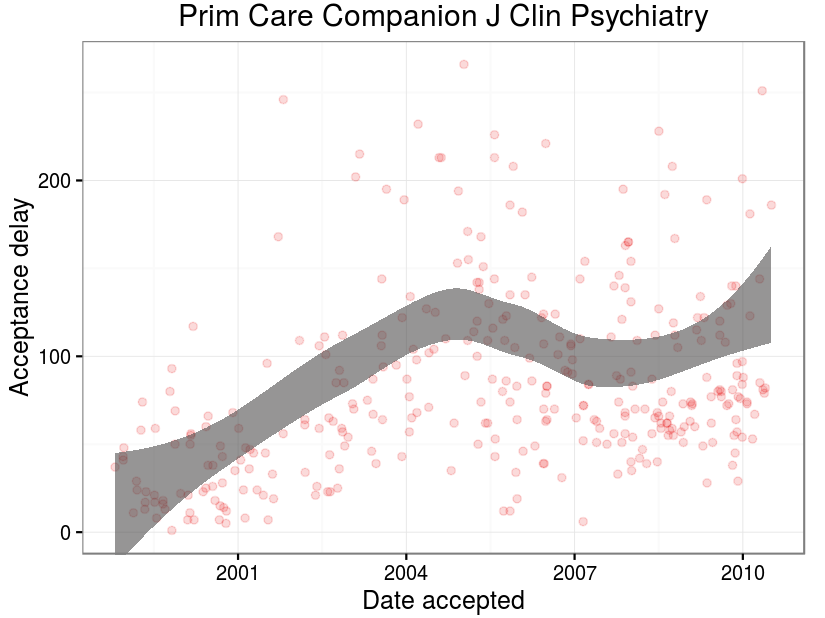 Prim Care Companion J Clin Psychiatry
Acceptance delay
200
100
0
2001 2004 2007 2010
Date accepted